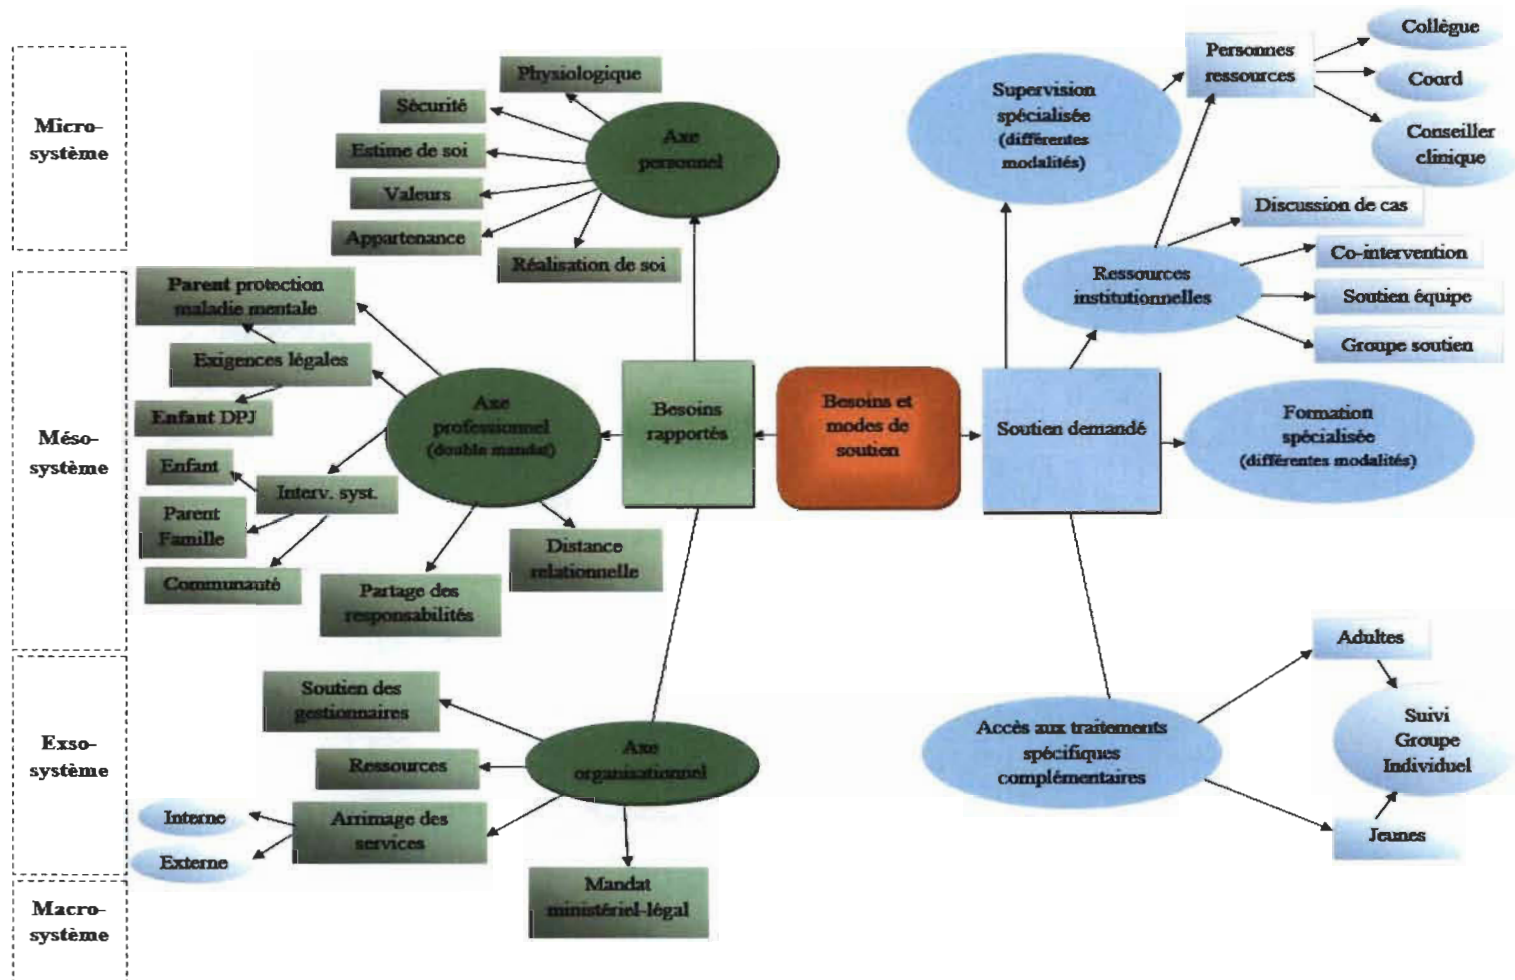 Micro-
système
Méso-
système
Exso-
système
Macro-
système
Physiologique
Sécurité
Estime de soi
Valeurs
Appartenance
Réalisation de soi
Axe
personnel
Parent protection
maladie mentale
Exigences légales
Enfant DPJ
Enfant
Interv. syst.
Parent
Famille
Communauté
Axe
professionnel
(double mandat)
Partage des
responsabilités
Distance
relationnelle
Besoins
rapportés
Besoins et
modes de
soutien
Soutien demandé
Soutien des
gestionnaires
Ressources
Arrimage des
services
Interne
Externe
Axe
organisationnel
Mandat
ministériel-légal
Supervision
spécialisée
(différentes
modalités)
Personnes
ressources
Collègue
Coord
Conseiller
clinique
Ressources
institutionnelles
Discussion de cas
Co-intervention
Soutien équipe
Groupe soutien
Formation
spécialisée
(différentes modalités)
Accès aux traitements
spécifiques
complémentaires
Adultes
Suivi
Groupe
Individuel
Jeunes